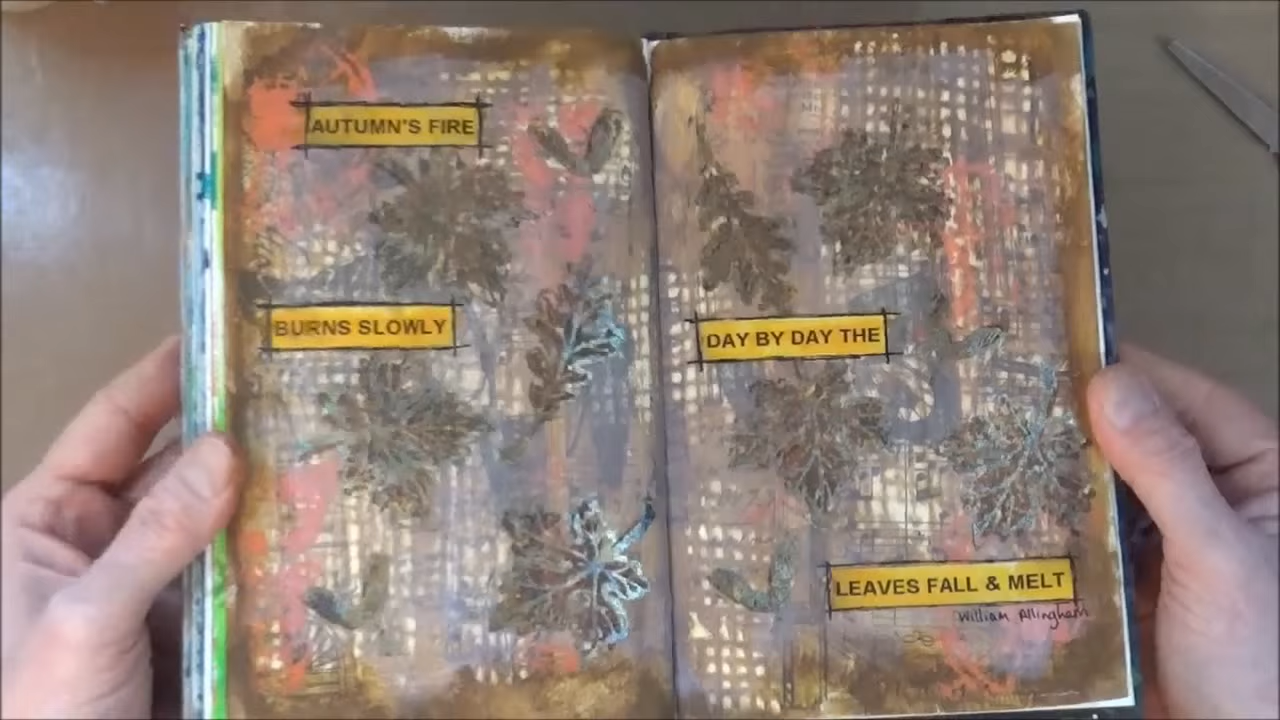 AUTUMN'S FIRE
BURNS SLOWLY
DAY BY DAY THE
LEAVES FALL & MELT
William Allingham